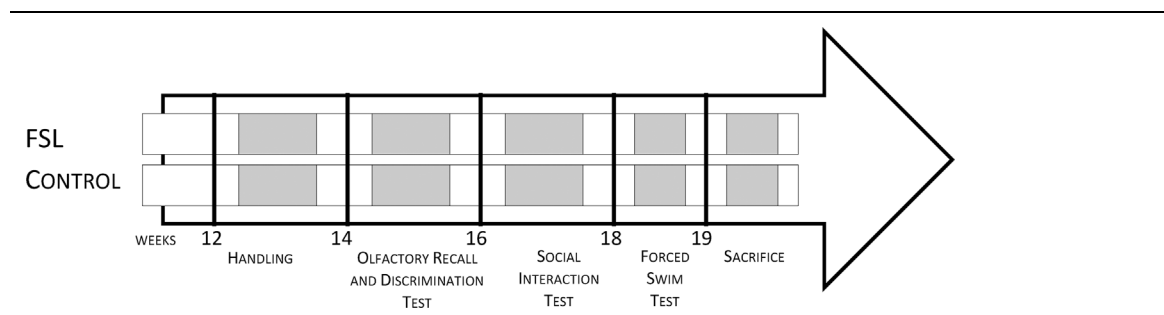 FSL
CONTROL
WEEKS 12 14 16 18 19
HANDLING OLFACTORY RECALL SOCIAL FORCED SACRIFICE
AND DISCRIMINATION INTERACTION SWIM
TEST TEST TEST